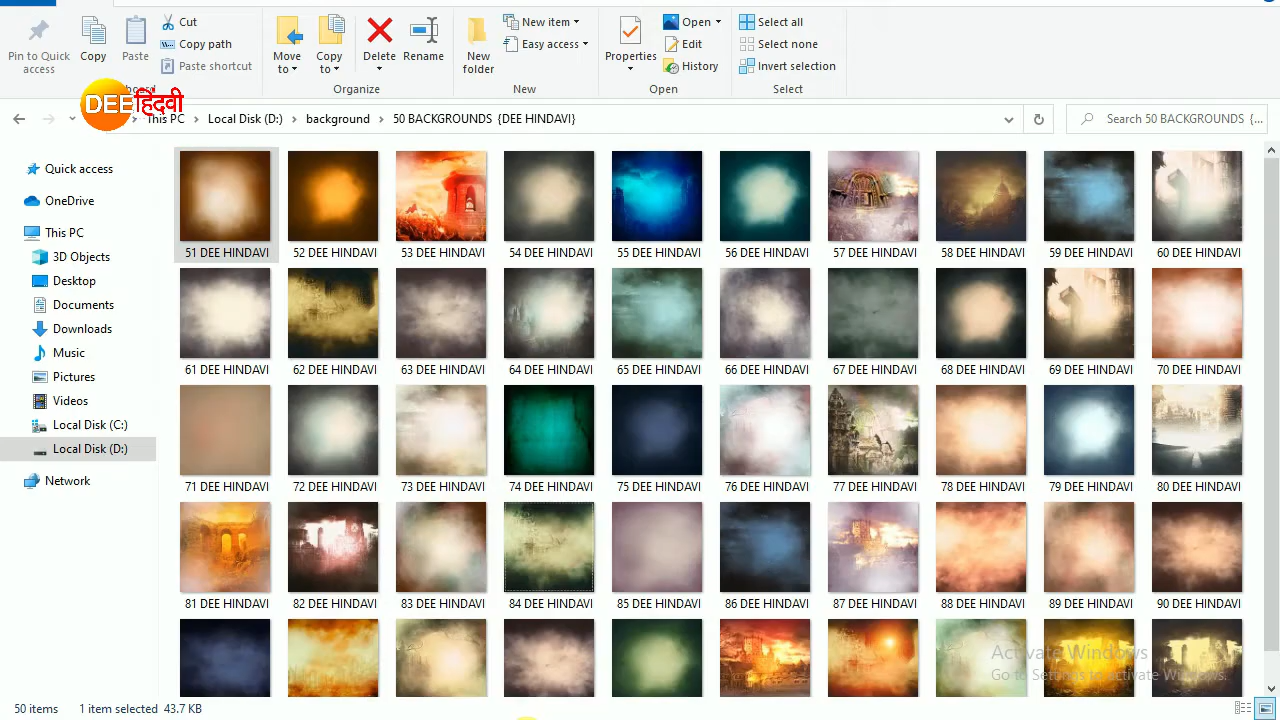 Cut
Copy path
Paste shortcut
Pin to Quick access
Copy
Paste
Move to
Copy to
Delete
Rename
New item
Easy access
New folder
Properties
Open
Edit
History
Select all
Select none
Invert selection
Organize
New
Open
Select
DEEहिंदवी
This PC > Local Disk (D:) > background > 50 BACKGROUNDS {DEE HINDAVI}
Search 50 BACKGROUNDS {...
Quick access
OneDrive
This PC
3D Objects
Desktop
Documents
Downloads
Music
Pictures
Videos
Local Disk (C:)
Local Disk (D:)
Network
51 DEE HINDAVI 52 DEE HINDAVI 53 DEE HINDAVI 54 DEE HINDAVI 55 DEE HINDAVI 56 DEE HINDAVI 57 DEE HINDAVI 58 DEE HINDAVI 59 DEE HINDAVI 60 DEE HINDAVI
61 DEE HINDAVI 62 DEE HINDAVI 63 DEE HINDAVI 64 DEE HINDAVI 65 DEE HINDAVI 66 DEE HINDAVI 67 DEE HINDAVI 68 DEE HINDAVI 69 DEE HINDAVI 70 DEE HINDAVI
71 DEE HINDAVI 72 DEE HINDAVI 73 DEE HINDAVI 74 DEE HINDAVI 75 DEE HINDAVI 76 DEE HINDAVI 77 DEE HINDAVI 78 DEE HINDAVI 79 DEE HINDAVI 80 DEE HINDAVI
81 DEE HINDAVI 82 DEE HINDAVI 83 DEE HINDAVI 84 DEE HINDAVI 85 DEE HINDAVI 86 DEE HINDAVI 87 DEE HINDAVI 88 DEE HINDAVI 89 DEE HINDAVI 90 DEE HINDAVI
Activate Windows
Go to Settings to activate Windows.
50 items 1 item selected 43.7 KB